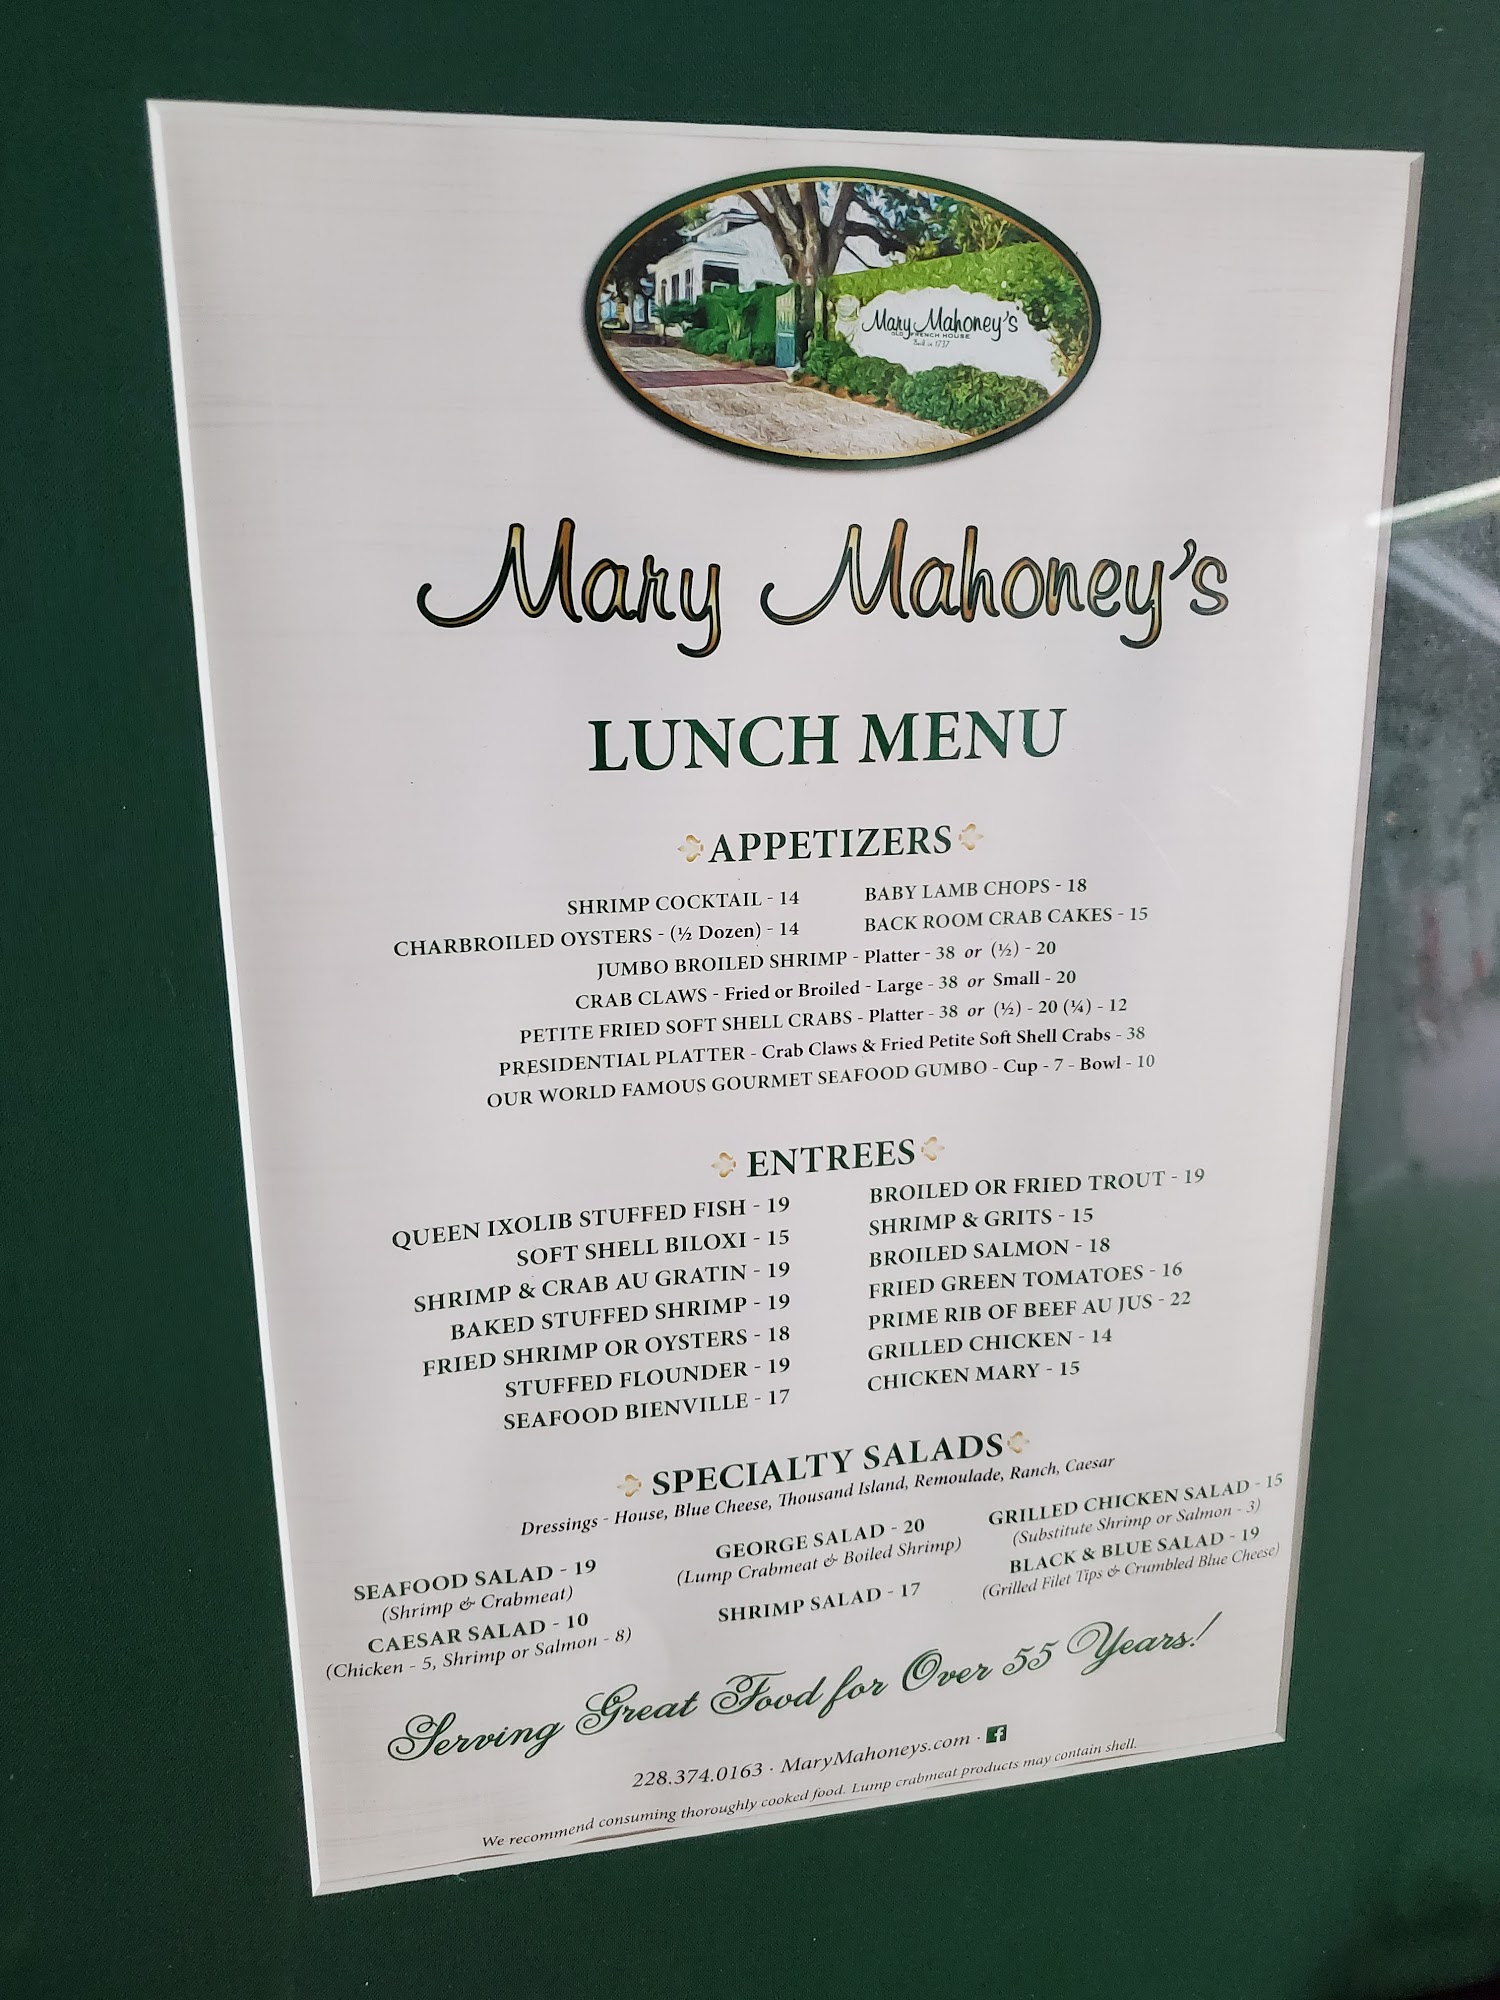 Mary Mahoney's
OLD FRENCH HOUSE
Built in 1737
Mary Mahoney's
LUNCH MENU
APPETIZERS
SHRIMP COCKTAIL - 14
BABY LAMB CHOPS - 18
CHARBROILED OYSTERS - (½ Dozen) - 14
BACK ROOM CRAB CAKES - 15
JUMBO BROILED SHRIMP - Platter - 38 or (½) - 20
CRAB CLAWS - Fried or Broiled - Large - 38 or Small - 20
PETITE FRIED SOFT SHELL CRABS - Platter - 38 or (½) - 20 (¼) - 12
PRESIDENTIAL PLATTER - Crab Claws & Fried Petite Soft Shell Crabs - 38
OUR WORLD FAMOUS GOURMET SEAFOOD GUMBO - Cup - 7 - Bowl - 10
ENTREES
QUEEN IXOLIB STUFFED FISH - 19
SOFT SHELL BILOXI - 15
SHRIMP & CRAB AU GRATIN - 19
BAKED STUFFED SHRIMP - 19
FRIED SHRIMP OR OYSTERS - 18
STUFFED FLOUNDER - 19
SEAFOOD BIENVILLE - 17
BROILED OR FRIED TROUT - 19
SHRIMP & GRITS - 15
BROILED SALMON - 18
FRIED GREEN TOMATOES - 16
PRIME RIB OF BEEF AU JUS - 22
GRILLED CHICKEN - 14
CHICKEN MARY - 15
SPECIALTY SALADS
Dressings - House, Blue Cheese, Thousand Island, Remoulade, Ranch, Caesar
SEAFOOD SALAD - 19
(Shrimp & Crabmeat)
CAESAR SALAD - 10
(Chicken - 5, Shrimp or Salmon - 8)
GEORGE SALAD - 20
(Lump Crabmeat & Boiled Shrimp)
SHRIMP SALAD - 17
GRILLED CHICKEN SALAD - 15
(Substitute Shrimp or Salmon - 3)
BLACK & BLUE SALAD - 19
(Grilled Filet Tips & Crumbled Blue Cheese)
Serving Great Food for Over 55 Years!
228.374.0163 · MaryMahoneys.com · f
We recommend consuming thoroughly cooked food. Lump crabmeat products may contain shell.